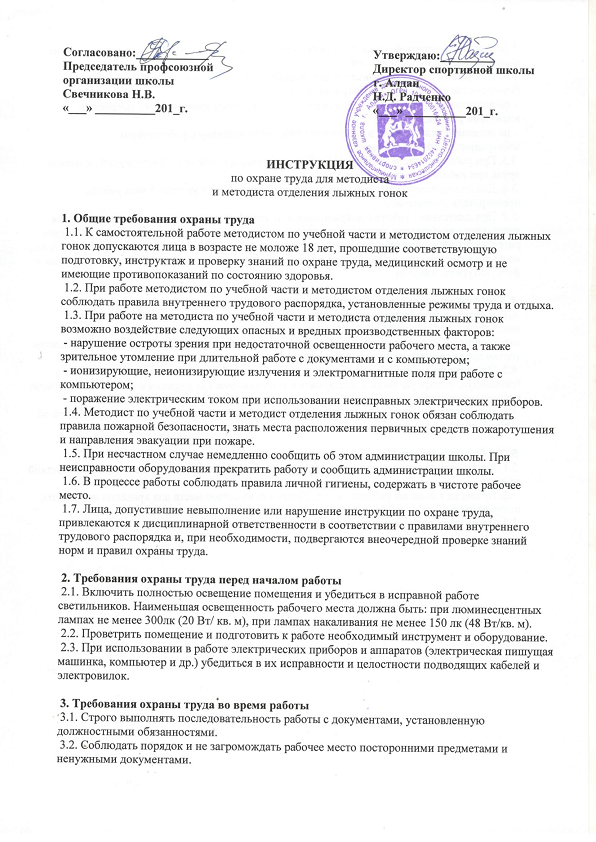 Согласовано:
Председатель профсоюзной
организации школы
Свечникова Н.В.
«___» __________201_г.
Утверждаю:
Директор спортивной школы
г. Алдан
Н.Д. Радченко
«___» __________201_г.
ИНСТРУКЦИЯ
по охране труда для методиста
и методиста отделения лыжных гонок
1. Общие требования охраны труда
1.1. К самостоятельной работе методистом по учебной части и методистом отделения лыжных
гонок допускаются лица в возрасте не моложе 18 лет, прошедшие соответствующую
подготовку, инструктаж и проверку знаний по охране труда, медицинский осмотр и не
имеющие противопоказаний по состоянию здоровья.
1.2. При работе методистом по учебной части и методистом отделения лыжных гонок
соблюдать правила внутреннего трудового распорядка, установленные режимы труда и отдыха.
1.3. При работе на методиста по учебной части и методиста отделения лыжных гонок
возможно воздействие следующих опасных и вредных производственных факторов:
- нарушение остроты зрения при недостаточной освещенности рабочего места, а также
зрительное утомление при длительной работе с документами и с компьютером;
- ионизирующие, неионизирующие излучения и электромагнитные поля при работе с
компьютером;
- поражение электрическим током при использовании неисправных электрических приборов.
1.4. Методист по учебной части и методист отделения лыжных гонок обязан соблюдать
правила пожарной безопасности, знать места расположения первичных средств пожаротушения
и направления эвакуации при пожаре.
1.5. При несчастном случае немедленно сообщить об этом администрации школы. При
неисправности оборудования прекратить работу и сообщить администрации школы.
1.6. В процессе работы соблюдать правила личной гигиены, содержать в чистоте рабочее
место.
1.7. Лица, допустившие невыполнение или нарушение инструкции по охране труда,
привлекаются к дисциплинарной ответственности в соответствии с правилами внутреннего
трудового распорядка и, при необходимости, подвергаются внеочередной проверке знаний
норм и правил охраны труда.
2. Требования охраны труда перед началом работы
2.1. Включить полностью освещение помещения и убедиться в исправной работе
светильников. Наименьшая освещенность рабочего места должна быть: при люминесцентных
лампах не менее 300лк (20 Вт/ кв. м), при лампах накаливания не менее 150 лк (48 Вт/кв. м).
2.2. Проветрить помещение и подготовить к работе необходимый инструмент и оборудование.
2.3. При использовании в работе электрических приборов и аппаратов (электрическая пишущая
машинка, компьютер и др.) убедиться в их исправности и целостности подводящих кабелей и
электровилок.
3. Требования охраны труда во время работы
3.1. Строго выполнять последовательность работы с документами, установленную
должностными обязанностями.
3.2. Соблюдать порядок и не загромождать рабочее место посторонними предметами и
ненужными документами.